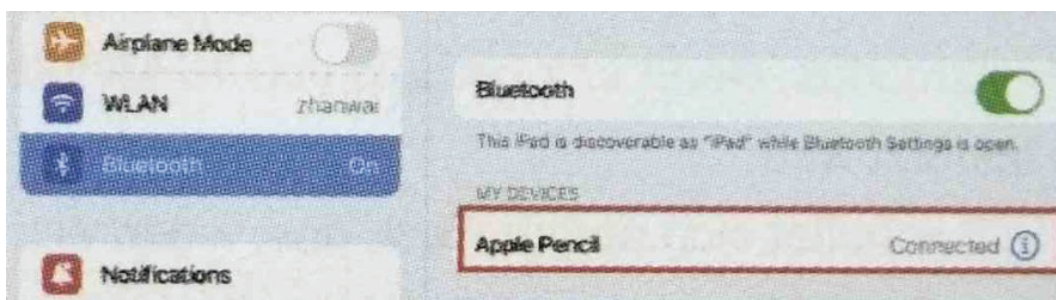 Airplane Mode
WLAN zhanwai
Bluetooth On
Notifications
Bluetooth
This iPad is discoverable as "iPad" while Bluetooth Settings is open.
MY DEVICES
Apple Pencil Connected